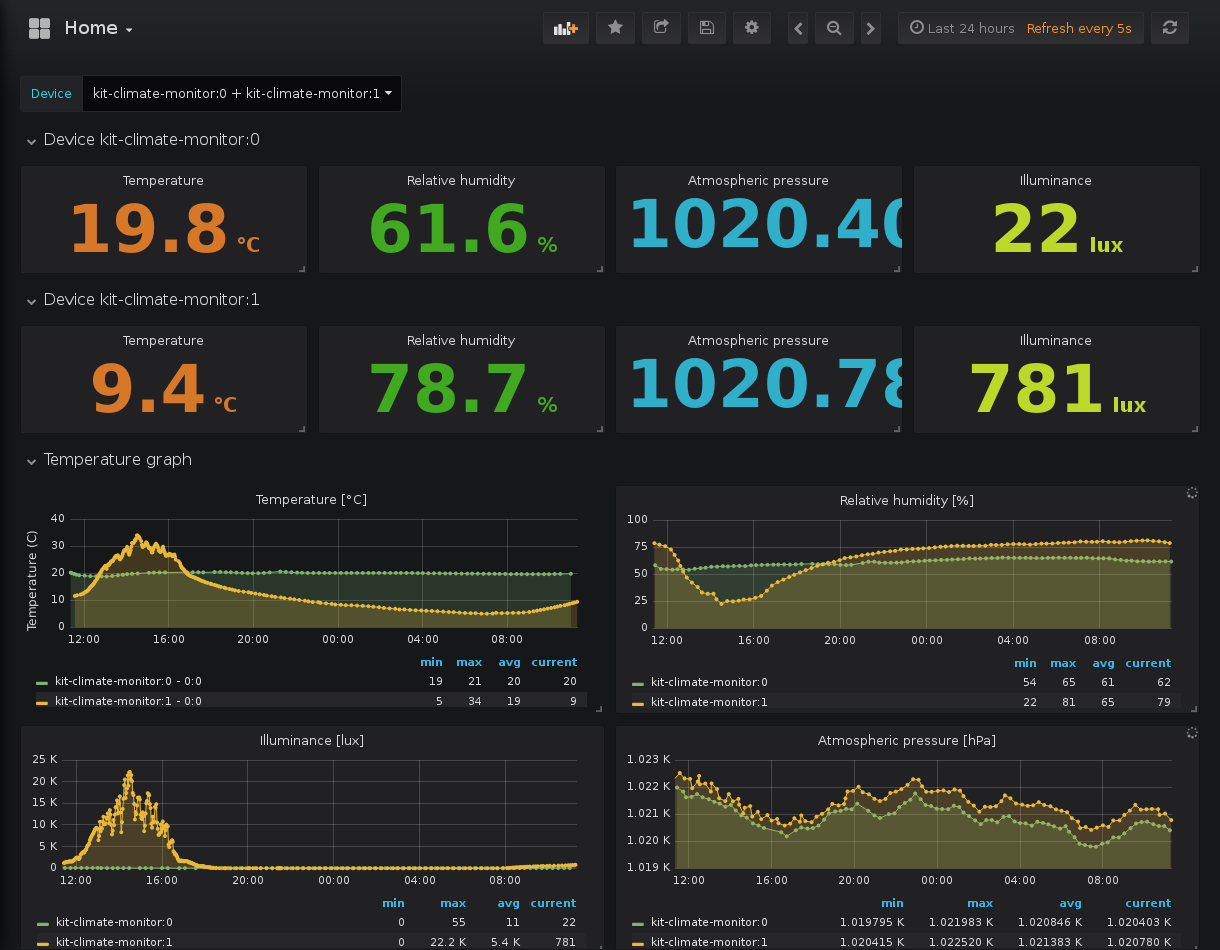 Home
Last 24 hours Refresh every 5s
Device kit-climate-monitor:0 + kit-climate-monitor:1
Device kit-climate-monitor:0
Temperature Relative humidity Atmospheric pressure Illuminance
19.8 °C 61.6 % 1020.40 22 lux
Device kit-climate-monitor:1
Temperature Relative humidity Atmospheric pressure Illuminance
9.4 °C 78.7 % 1020.78 781 lux
Temperature graph
Temperature [°C]
Temperature (C)
40
30
20
10
0
12:00 16:00 20:00 00:00 04:00 08:00
min max avg current
kit-climate-monitor:0 - 0:0 19 21 20 20
kit-climate-monitor:1 - 0:0 5 34 19 9
Relative humidity [%]
100
75
50
25
0
12:00 16:00 20:00 00:00 04:00 08:00
min max avg current
kit-climate-monitor:0 54 65 61 62
kit-climate-monitor:1 22 81 65 79
Illuminance [lux]
25 K
20 K
15 K
10 K
5 K
0
12:00 16:00 20:00 00:00 04:00 08:00
min max avg current
kit-climate-monitor:0 0 55 11 22
kit-climate-monitor:1 0 22.2 K 5.4 K 781
Atmospheric pressure [hPa]
1.023 K
1.022 K
1.021 K
1.020 K
1.019 K
12:00 16:00 20:00 00:00 04:00 08:00
min max avg current
kit-climate-monitor:0 1.019795 K 1.021983 K 1.020846 K 1.020403 K
kit-climate-monitor:1 1.020415 K 1.022520 K 1.021383 K 1.020780 K